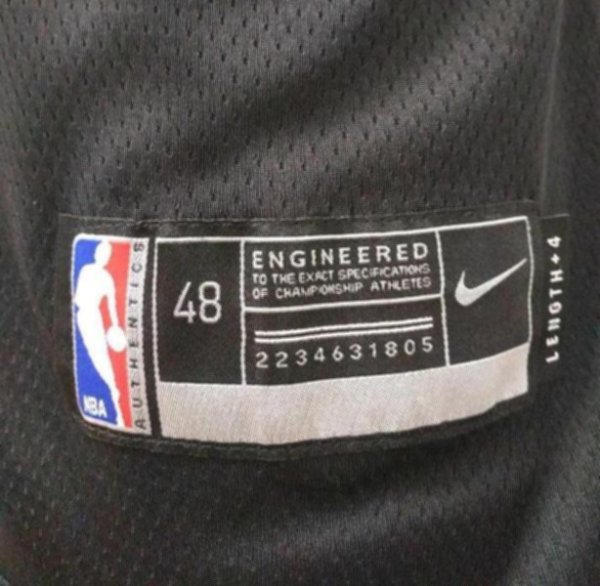 NBA
AUTHENTICS
48
ENGINEERED
TO THE EXACT SPECIFICATIONS
OF CHAMPIONSHIP ATHLETES
2234631805
LENGTH+4